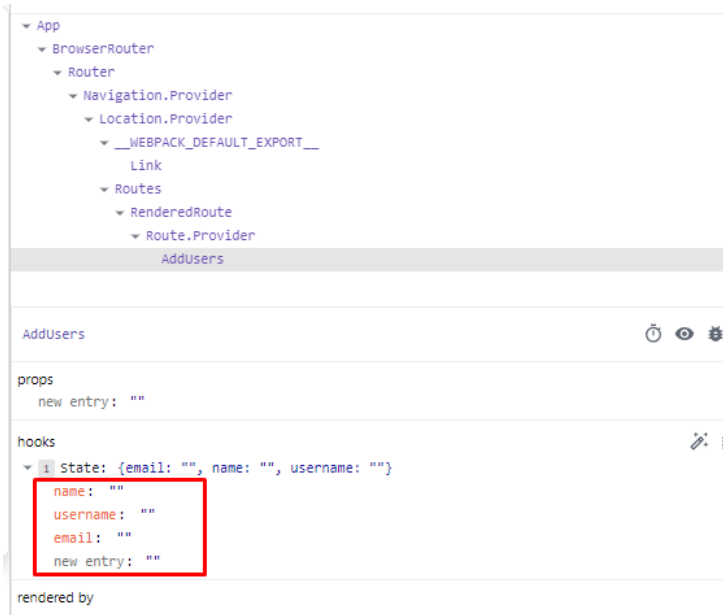 App
BrowserRouter
Router
Navigation.Provider
Location.Provider
__WEBPACK_DEFAULT_EXPORT__
Link
Routes
RenderedRoute
Route.Provider
AddUsers
AddUsers
props
new entry: ""
hooks
1 State: {email: "", name: "", username: ""}
name: ""
username: ""
email: ""
new entry: ""
rendered by